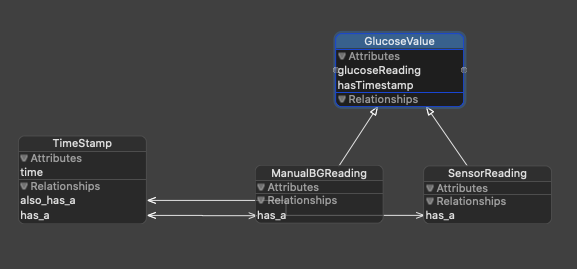 GlucoseValue
Attributes
glucoseReading
hasTimestamp
Relationships
TimeStamp
Attributes
time
Relationships
also_has_a
has_a
ManualBGReading
Attributes
Relationships
has_a
SensorReading
Attributes
Relationships
has_a